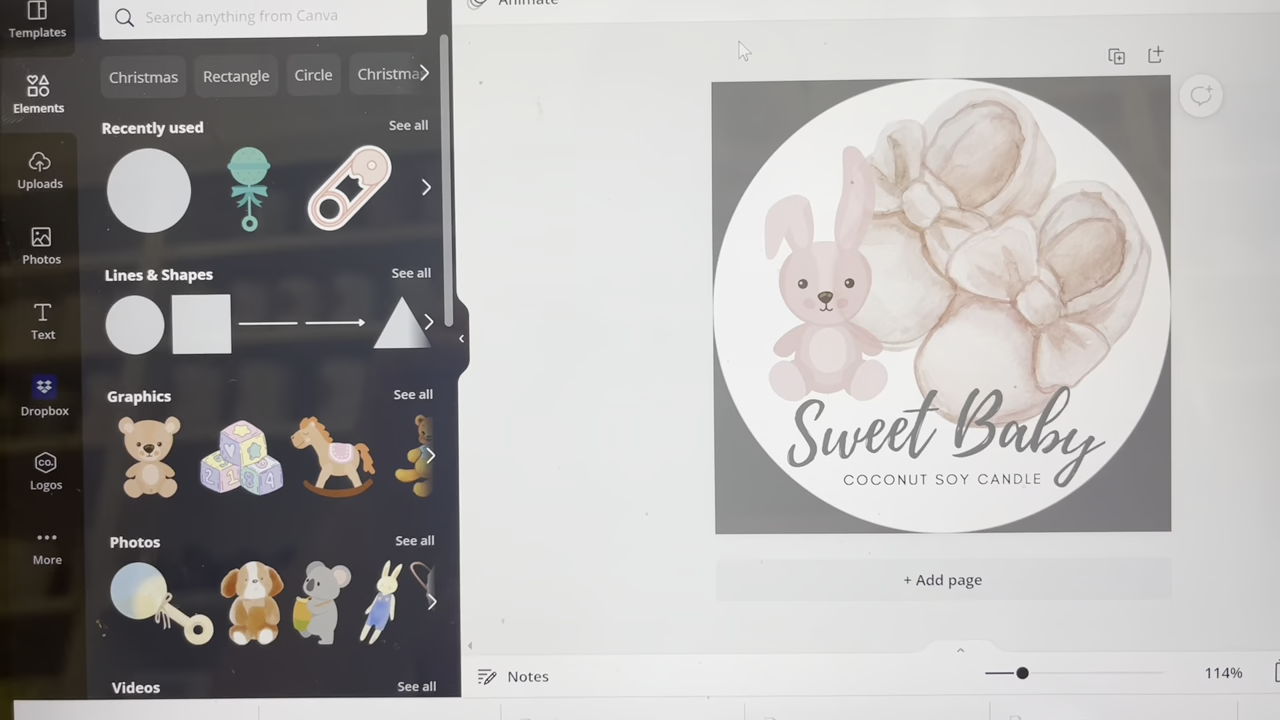 Animate
Templates
Search anything from Canva
Christmas
Rectangle
Circle
Christma
Elements
Recently used
See all
Uploads
Photos
Lines & Shapes
See all
Text
Dropbox
Graphics
See all
Logos
CO.
More
Photos
See all
Videos
See all
Sweet Baby
COCONUT SOY CANDLE
+ Add page
Notes
114%